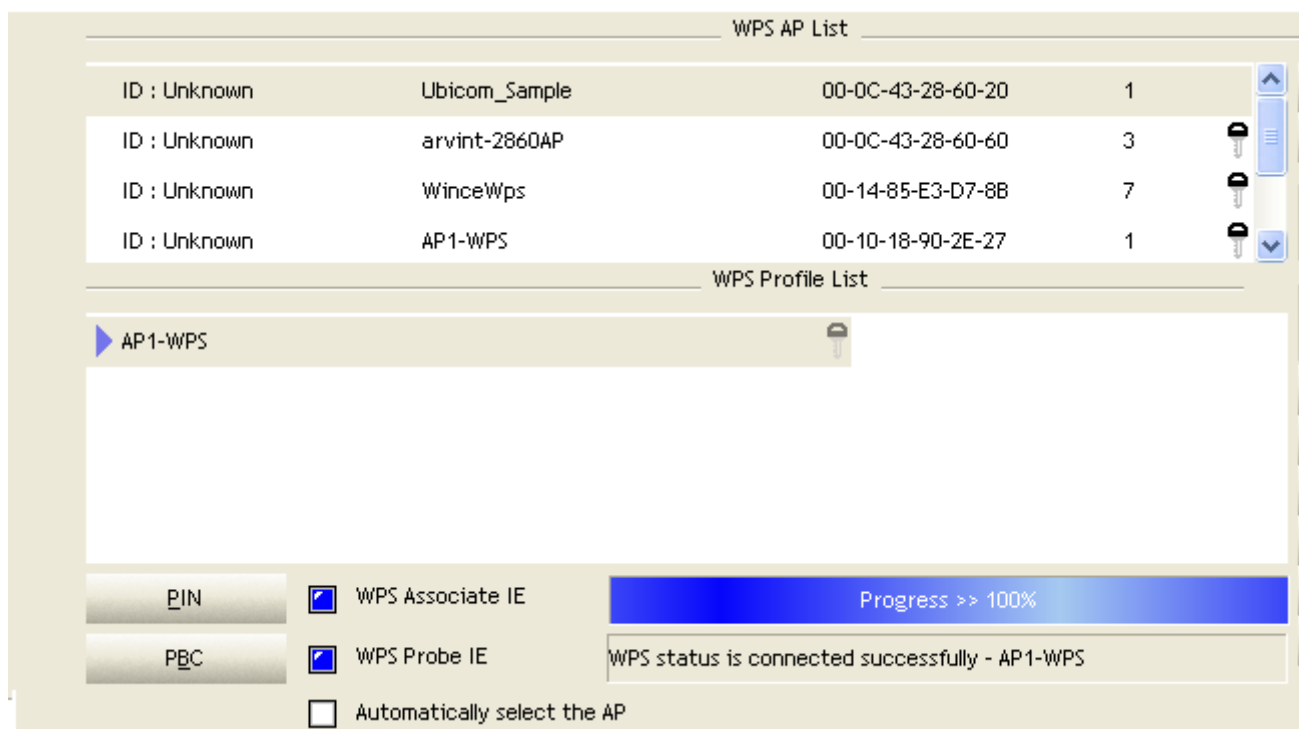 WPS AP List
ID : Unknown Ubicom_Sample 00-0C-43-28-60-20 1
ID : Unknown arvint-2860AP 00-0C-43-28-60-60 3
ID : Unknown WinceWps 00-14-85-E3-D7-8B 7
ID : Unknown AP1-WPS 00-10-18-90-2E-27 1
WPS Profile List
AP1-WPS
PIN WPS Associate IE Progress >> 100%
PBC WPS Probe IE WPS status is connected successfully - AP1-WPS
Automatically select the AP